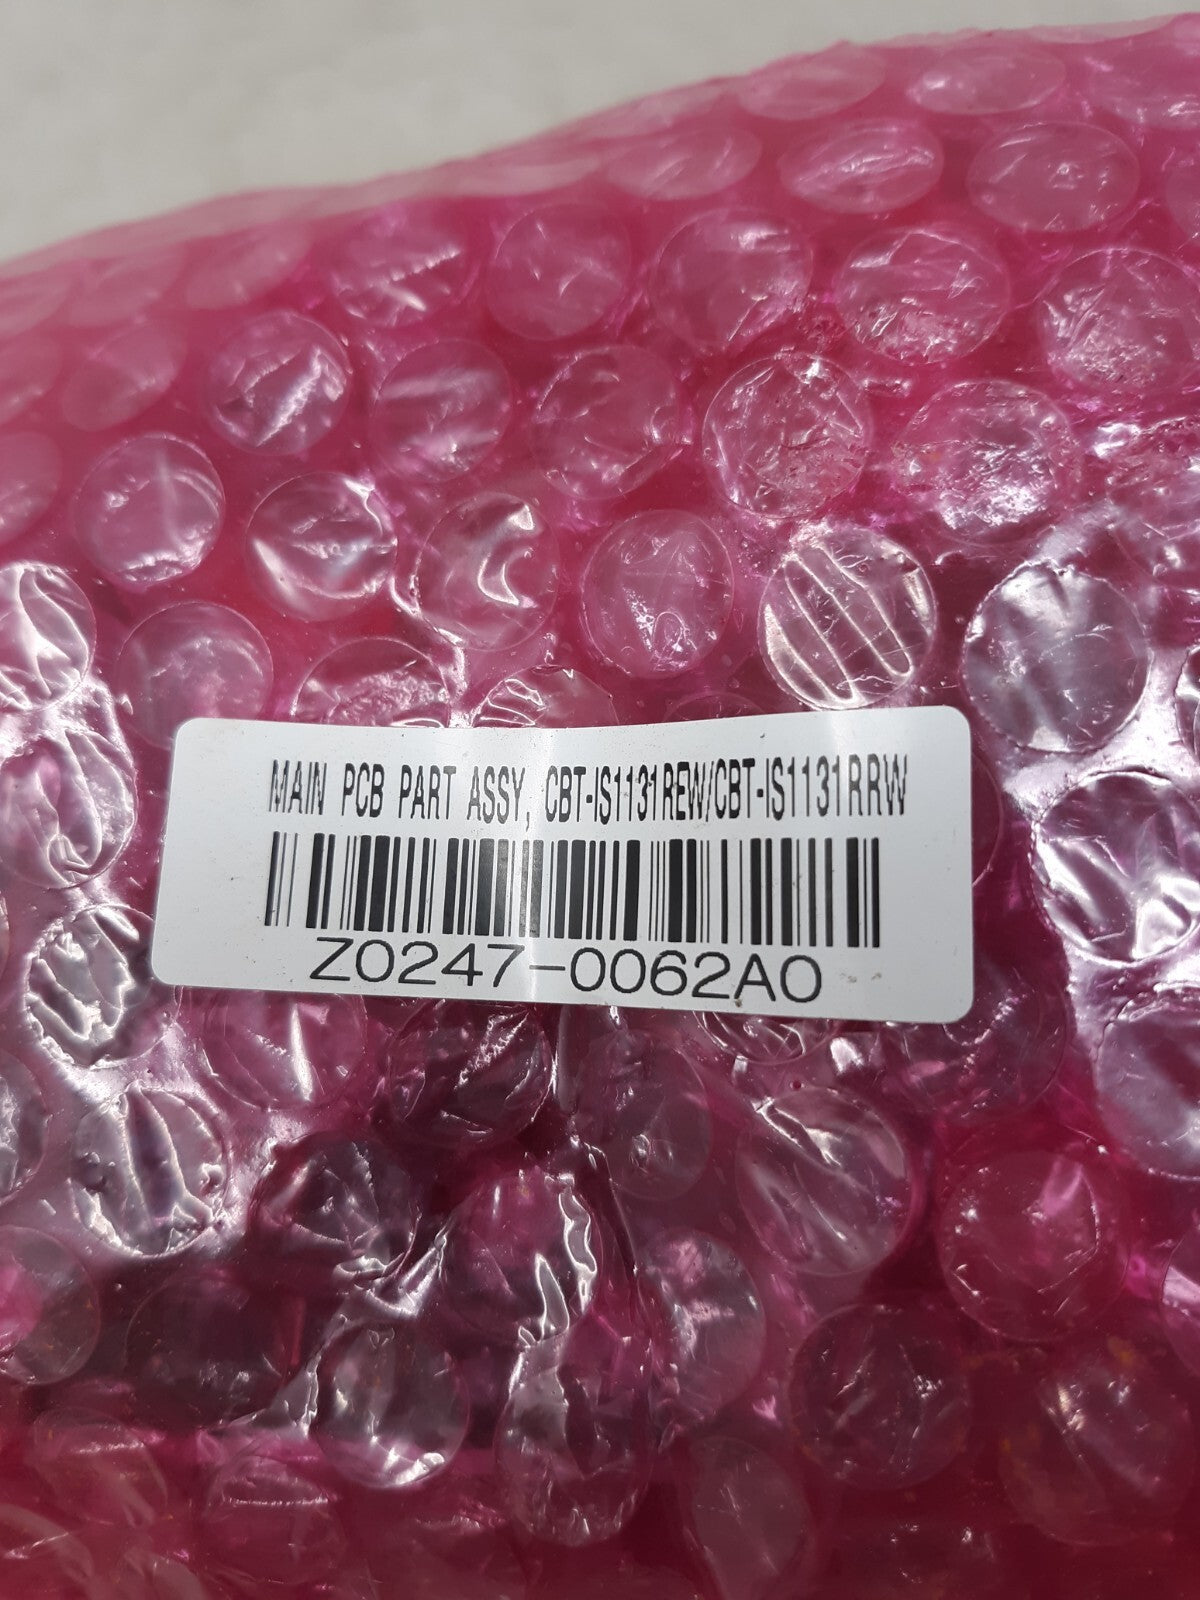 MAIN PCB PART ASSY, CBT-IS1131REW/CBT-IS1131RRW
Z0247-0062A0